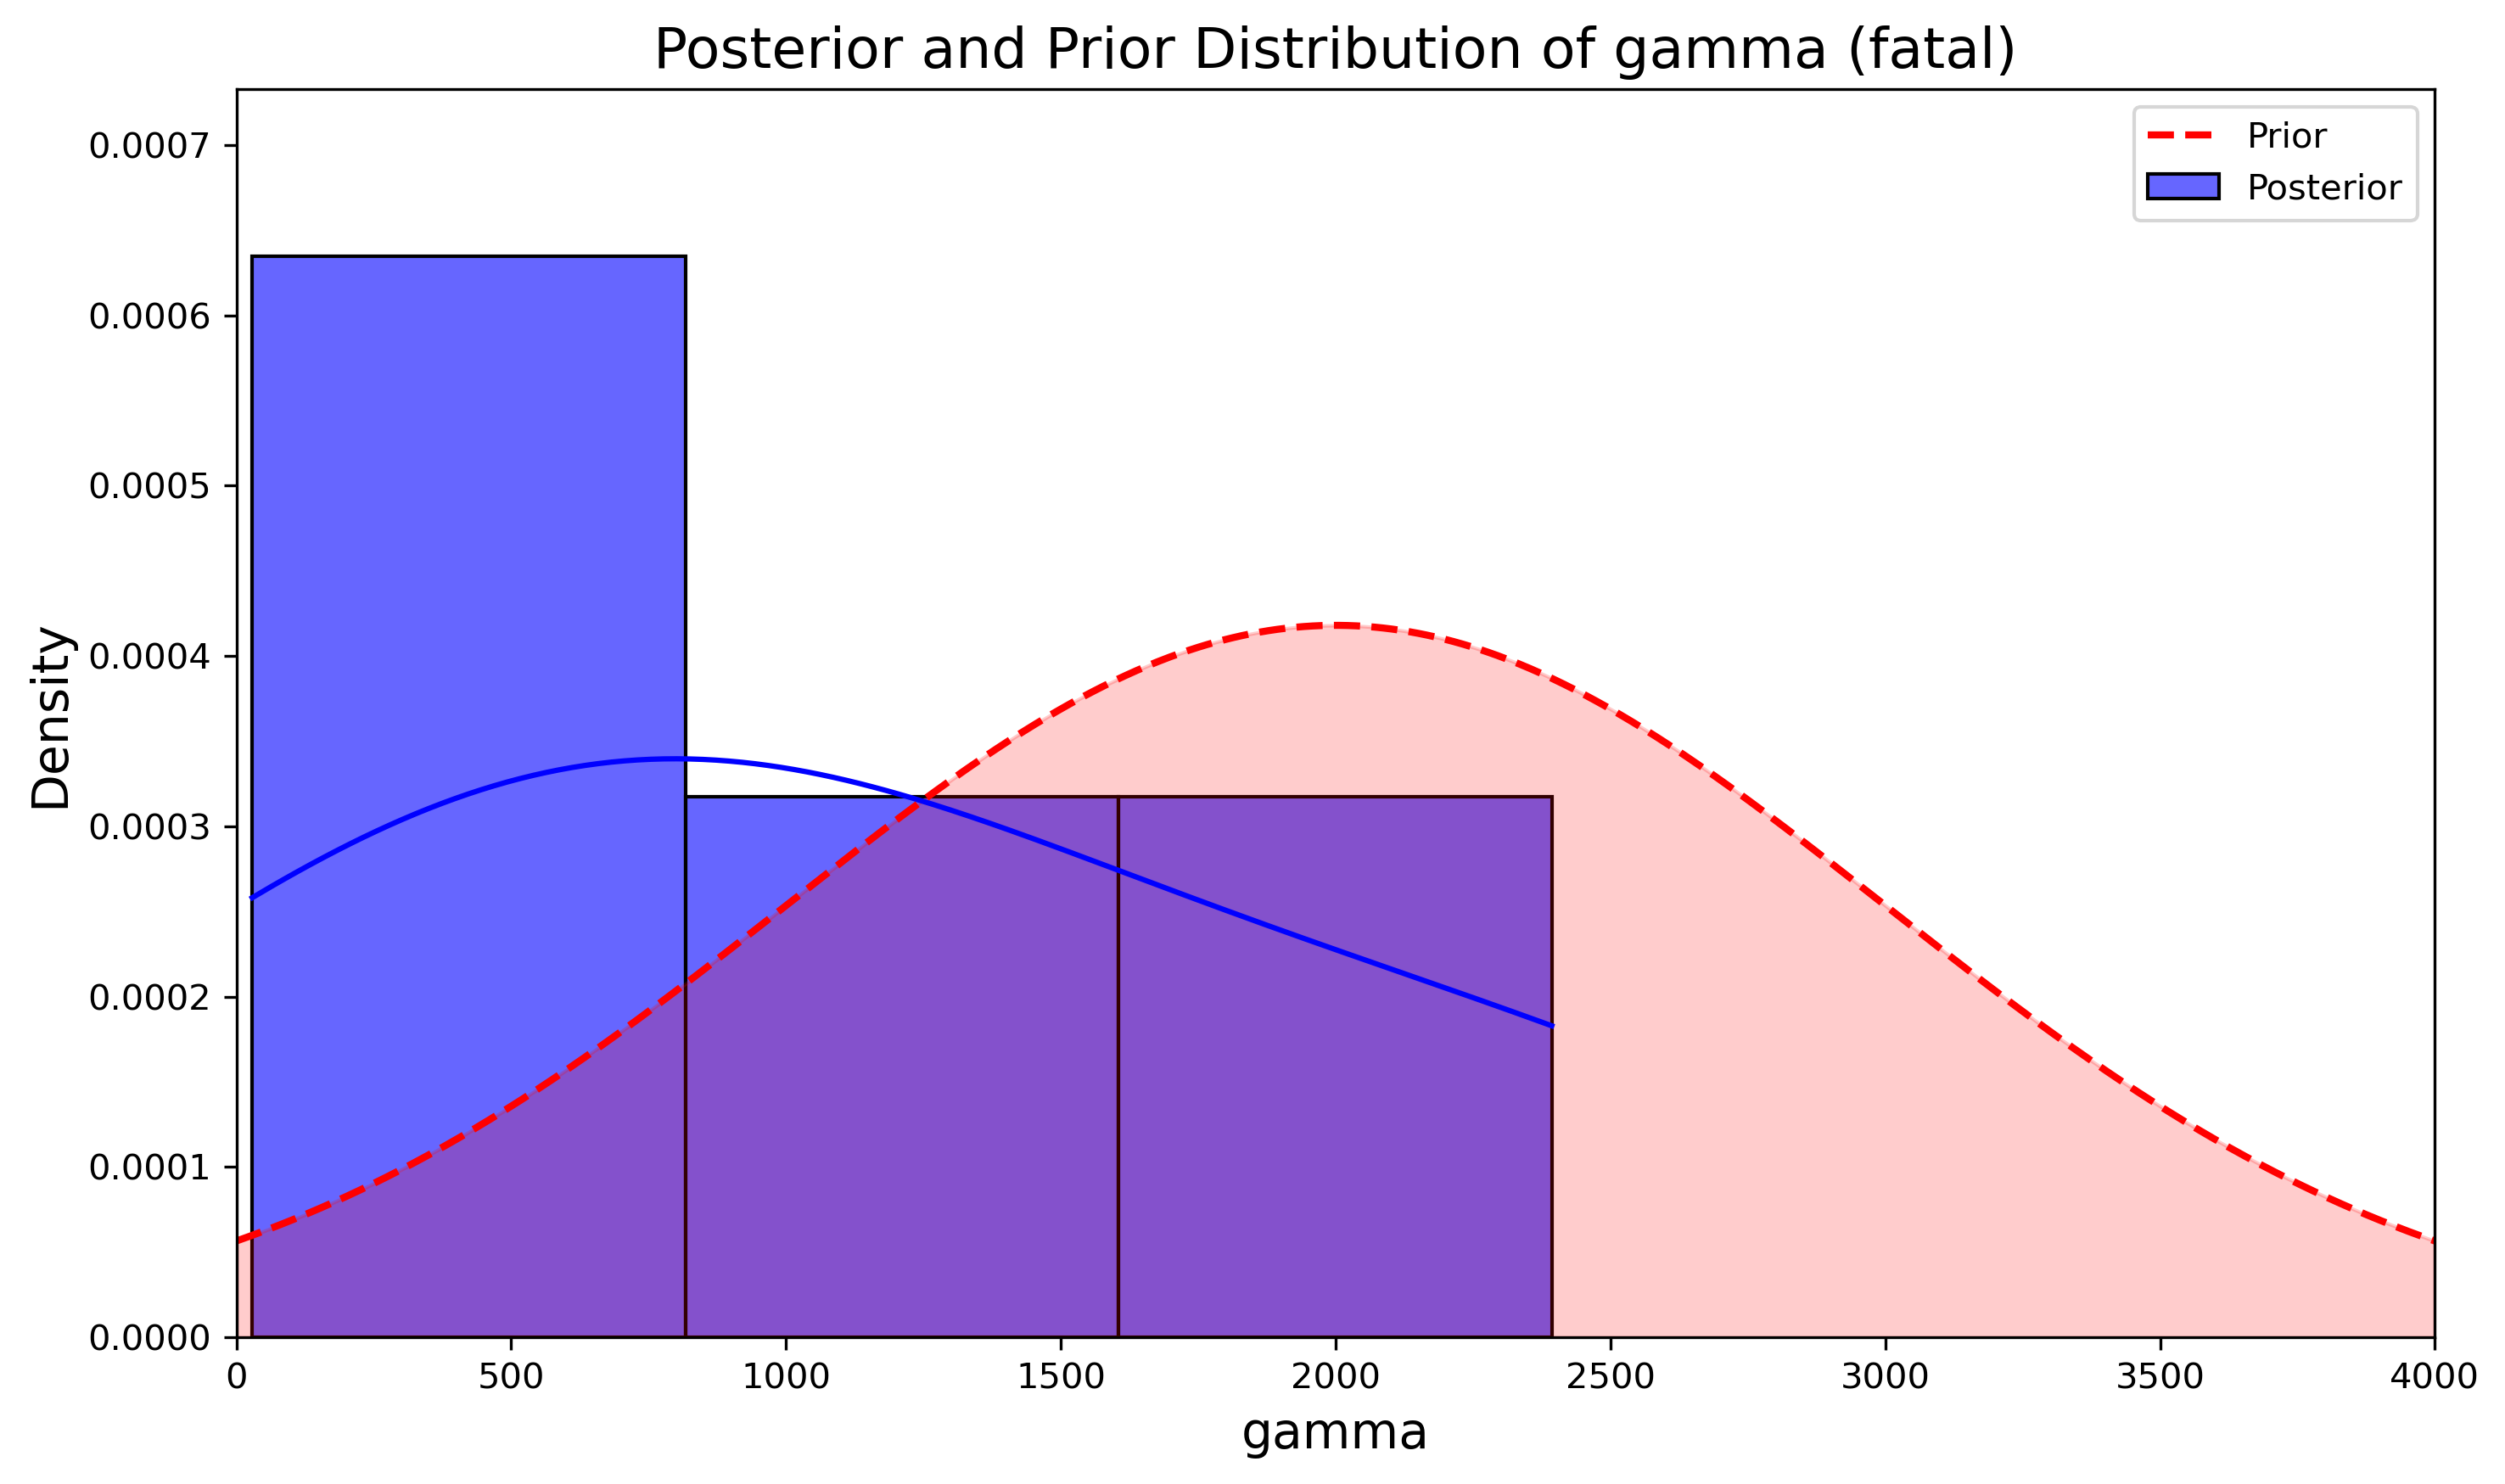 Posterior and Prior Distribution of gamma (fatal)
Prior
Posterior
Density
0.0007
0.0006
0.0005
0.0004
0.0003
0.0002
0.0001
0.0000
0 500 1000 1500 2000 2500 3000 3500 4000
gamma